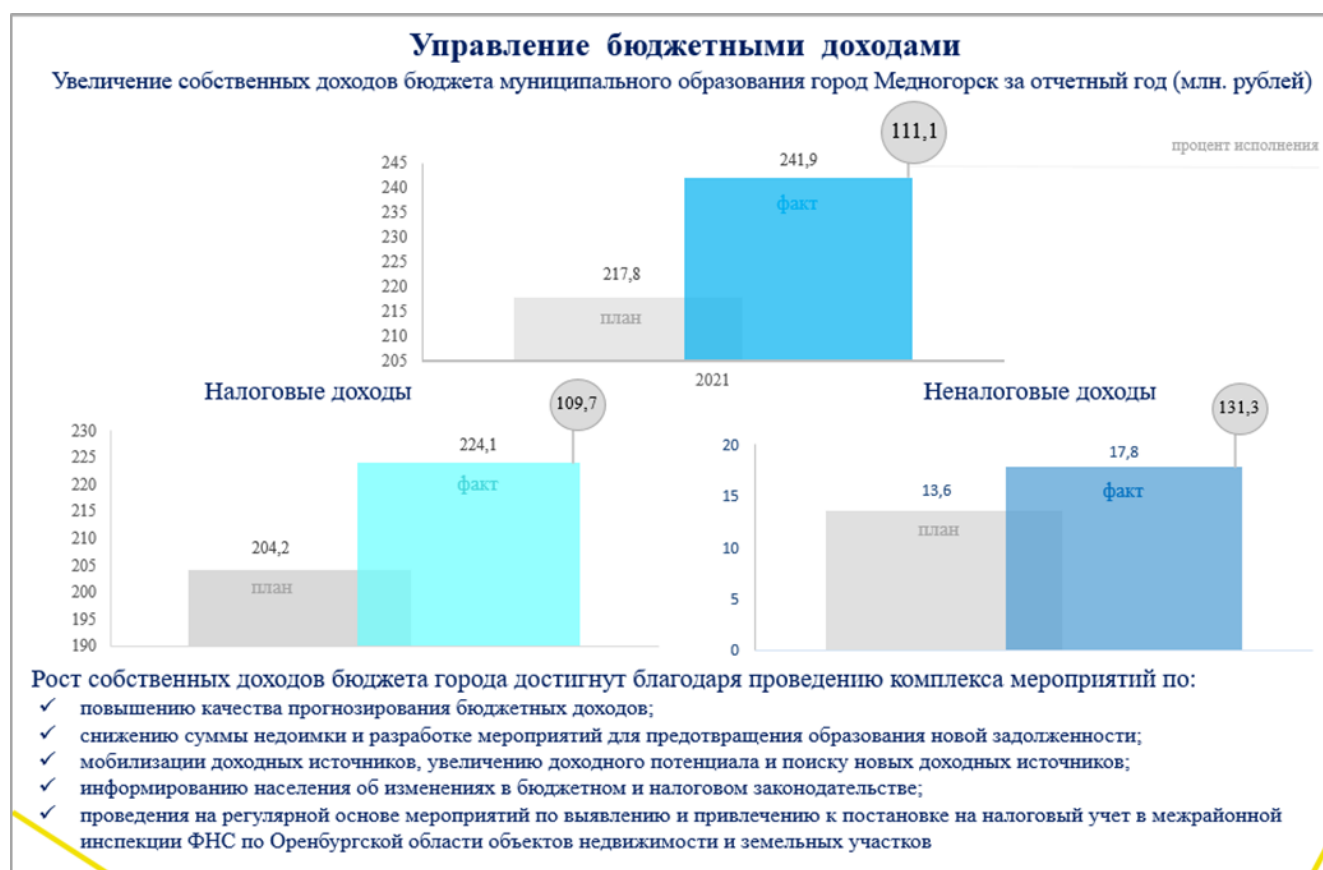 Управление бюджетными доходами
Увеличение собственных доходов бюджета муниципального образования город Медногорск за отчетный год (млн. рублей)
111,1
процент исполнения
245
240
235
230
225
220
215
210
205
241,9
факт
217,8
план
2021
Налоговые доходы
109,7
230
225
220
215
210
205
200
195
190
224,1
факт
204,2
план
Неналоговые доходы
131,3
20
15
10
5
0
17,8
факт
13,6
план
Рост собственных доходов бюджета города достигнут благодаря проведению комплекса мероприятий по:
✓ повышению качества прогнозирования бюджетных доходов;
✓ снижению суммы недоимки и разработке мероприятий для предотвращения образования новой задолженности;
✓ мобилизации доходных источников, увеличению доходного потенциала и поиску новых доходных источников;
✓ информированию населения об изменениях в бюджетном и налоговом законодательстве;
✓ проведения на регулярной основе мероприятий по выявлению и привлечению к постановке на налоговый учет в межрайонной
инспекции ФНС по Оренбургской области объектов недвижимости и земельных участков